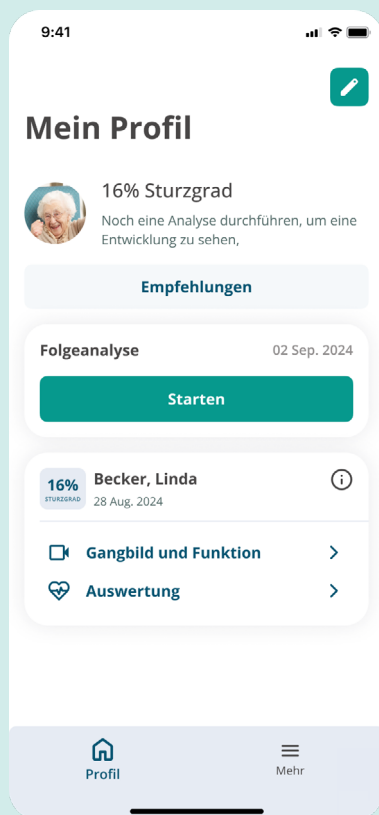 9:41
Mein Profil
16% Sturzgrad
Noch eine Analyse durchführen, um eine
Entwicklung zu sehen,
Empfehlungen
Folgeanalyse 02 Sep. 2024
Starten
16%
STURZGRAD
Becker, Linda
28 Aug. 2024
Gangbild und Funktion
Auswertung
Profil
Mehr